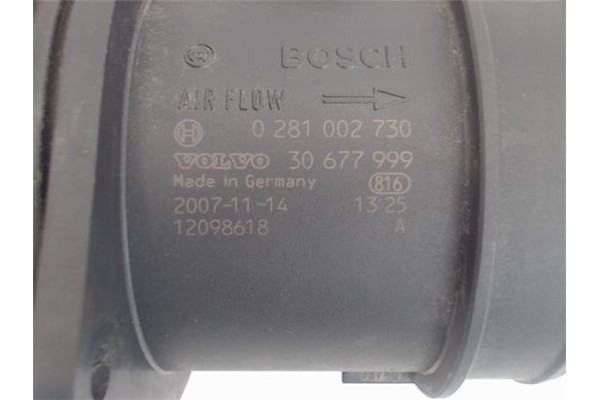 BOSCH
AIR FLOW
0 281 002 730
VOLVO 30 677 999
Made in Germany 816
2007-11-14 13:25
12098618 A